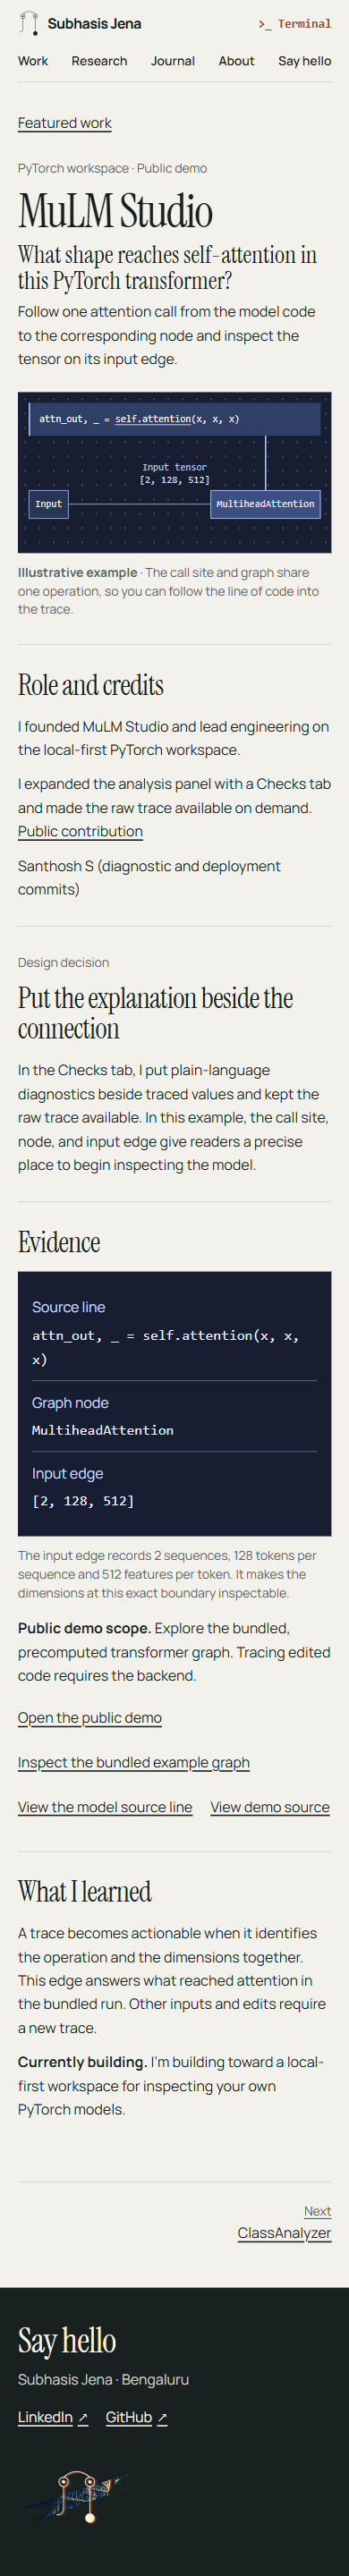 Subhasis Jena
>_ Terminal
Work Research Journal About Say hello
Featured work
PyTorch workspace · Public demo
MuLM Studio
What shape reaches self-attention in
this PyTorch transformer?
Follow one attention call from the model code
to the corresponding node and inspect the
tensor on its input edge.
attn_out, _ = self.attention(x, x, x)
Input tensor
[2, 128, 512]
Input
MultiheadAttention
Illustrative example · The call site and graph share
one operation, so you can follow the line of code into
the trace.
Role and credits
I founded MuLM Studio and lead engineering on
the local-first PyTorch workspace.
I expanded the analysis panel with a Checks tab
and made the raw trace available on demand.
Public contribution
Santhosh S (diagnostic and deployment
commits)
Design decision
Put the explanation beside the
connection
In the Checks tab, I put plain-language
diagnostics beside traced values and kept the
raw trace available. In this example, the call site,
node, and input edge give readers a precise
place to begin inspecting the model.
Evidence
Source line
attn_out, _ = self.attention(x, x,
x)
Graph node
MultiheadAttention
Input edge
[2, 128, 512]
The input edge records 2 sequences, 128 tokens per
sequence and 512 features per token. It makes the
dimensions at this exact boundary inspectable.
Public demo scope. Explore the bundled,
precomputed transformer graph. Tracing edited
code requires the backend.
Open the public demo
Inspect the bundled example graph
View the model source line View demo source
What I learned
A trace becomes actionable when it identifies
the operation and the dimensions together.
This edge answers what reached attention in
the bundled run. Other inputs and edits require
a new trace.
Currently building. I'm building toward a local-
first workspace for inspecting your own
PyTorch models.
Next
ClassAnalyzer
Say hello
Subhasis Jena · Bengaluru
LinkedIn ↗ GitHub ↗